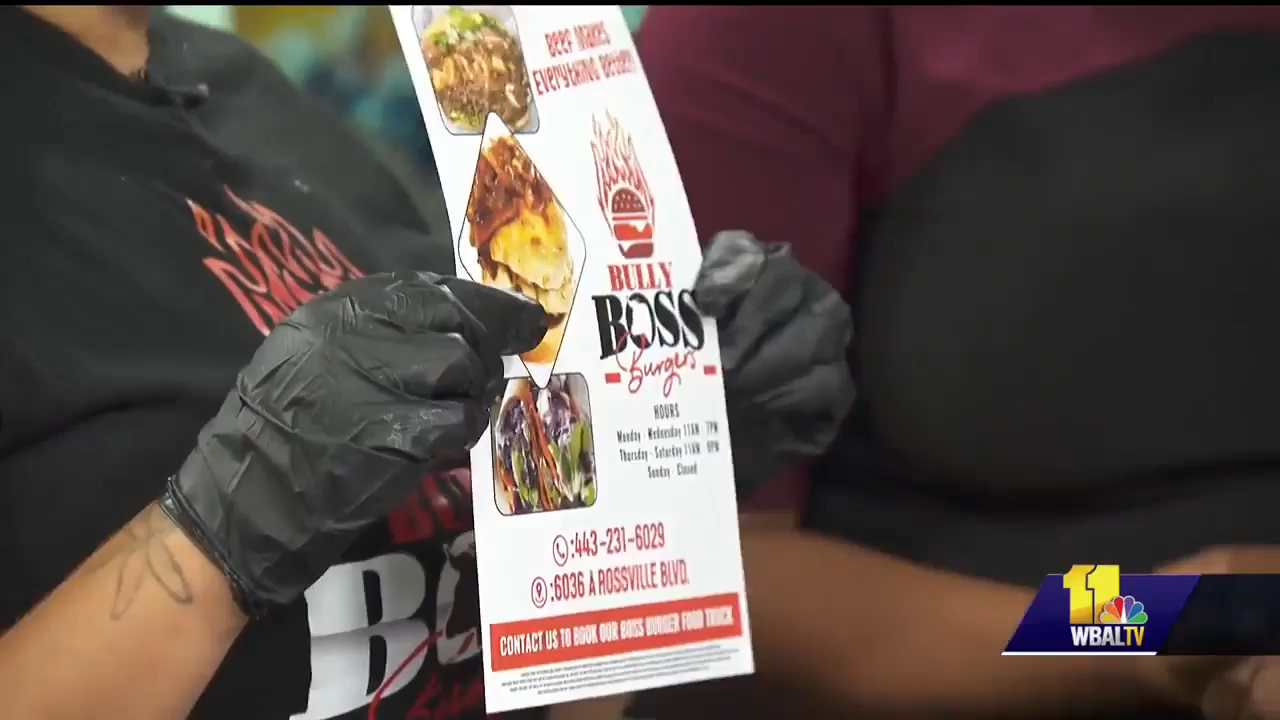 Beef Makes
Everything Better
BULLY
BOSS
Burgers
HOURS
Monday - Wednesday 11AM - 7PM
Thursday - Saturday 11AM - 9PM
Sunday - Closed
:443-231-6029
:6036 A ROSSVILLE BLVD.
CONTACT US TO BOOK OUR BOSS BURGER FOOD TRUCK
BO
11
WBALTV